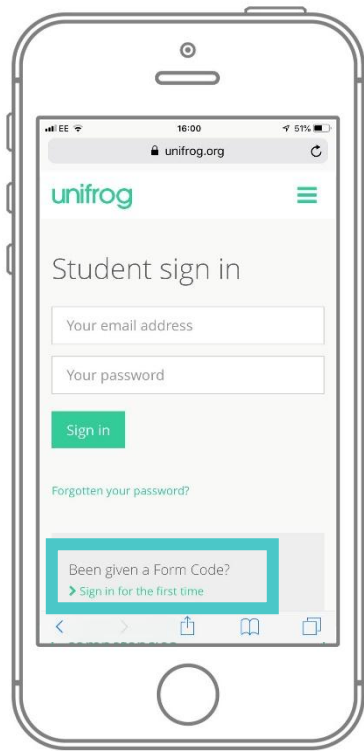 EE 16:00 51%
unifrog.org
unifrog
Student sign in
Your email address
Your password
Sign in
Forgotten your password?
Been given a Form Code?
Sign in for the first time